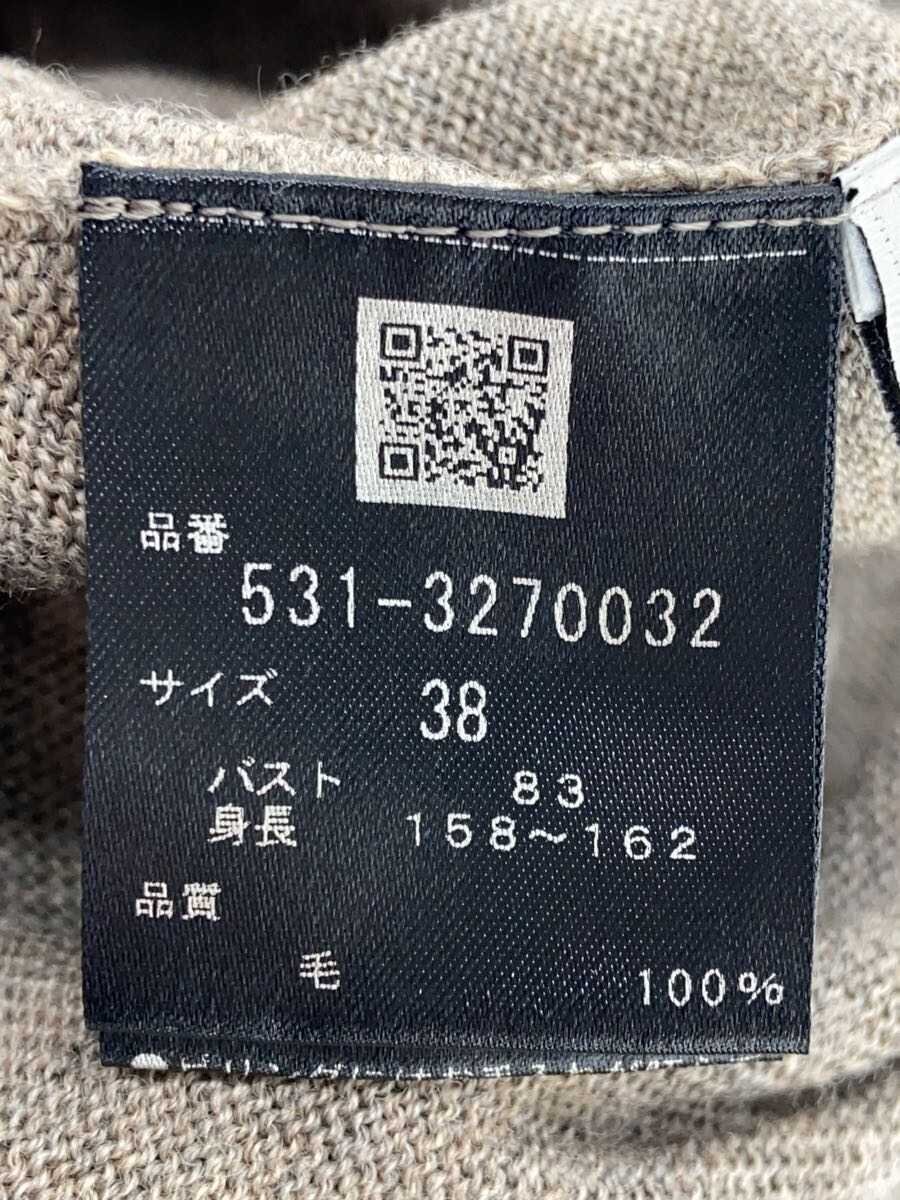 品番
531-3270032
サイズ 38
バスト 83
身長 158～162
品質
毛 100%